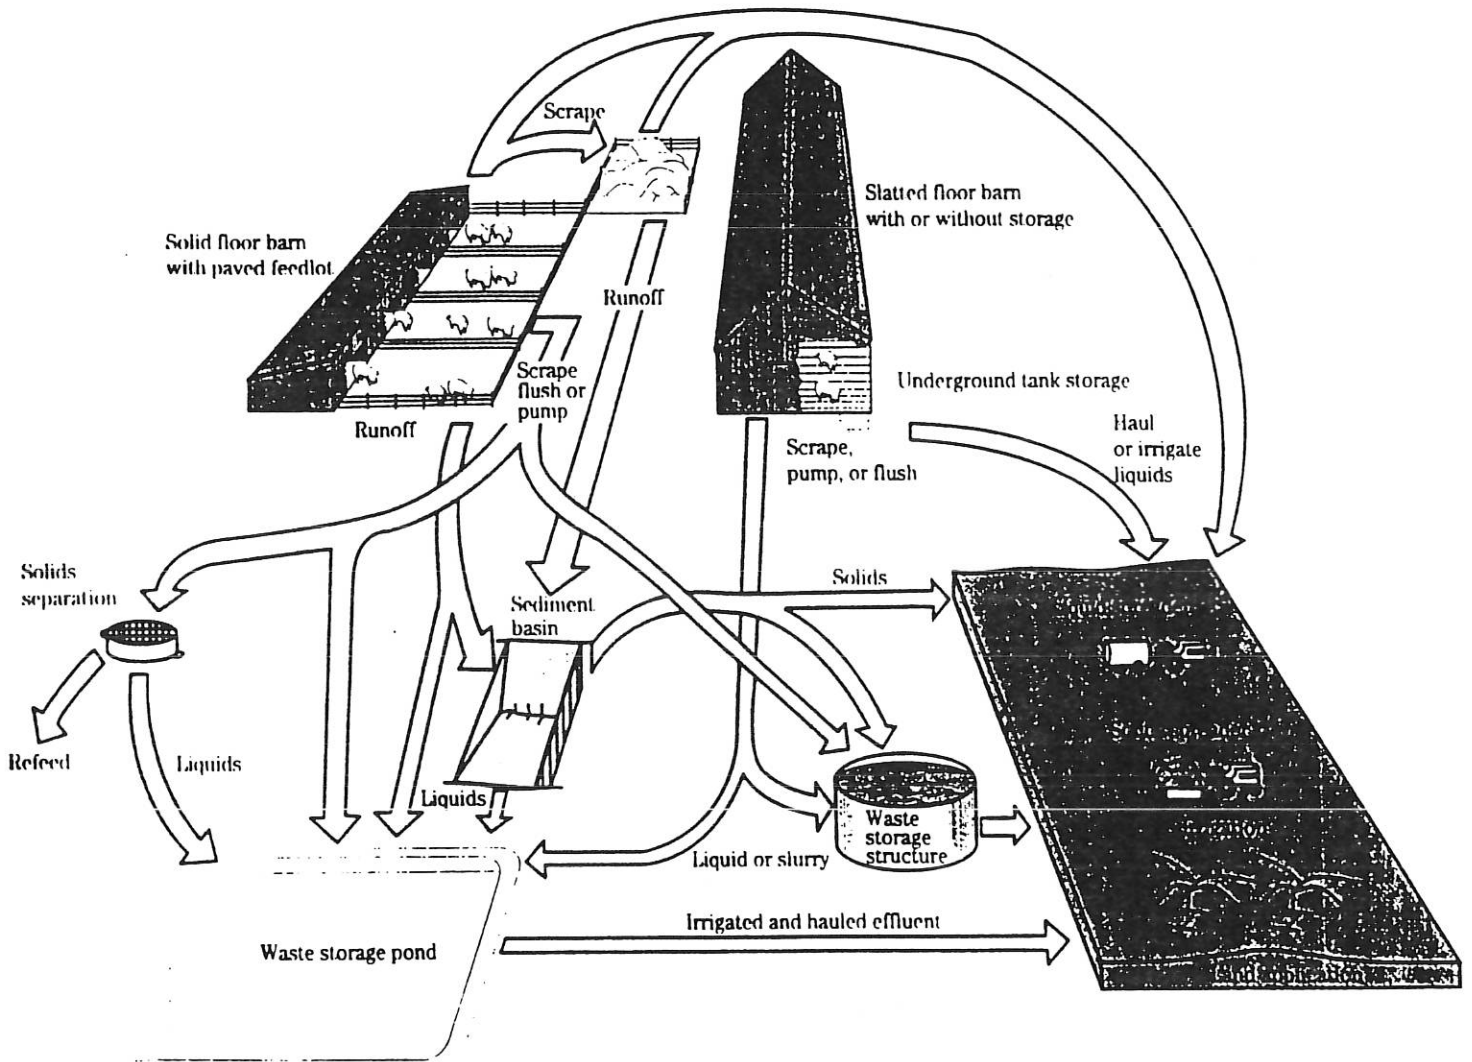 Scrape
Slatted floor barn
with or without storage
Solid floor barn
with paved feedlot
Runoff
Scrape
flush or
pump
Underground tank storage
Runoff
Haul
or irrigate
liquids
Scrape,
pump, or flush
Solids
separation
Solids
Sediment
basin
Refeed
Liquids
Liquids
Waste
storage
structure
Liquid or slurry
Irrigated and hauled effluent
Waste storage pond
Land application